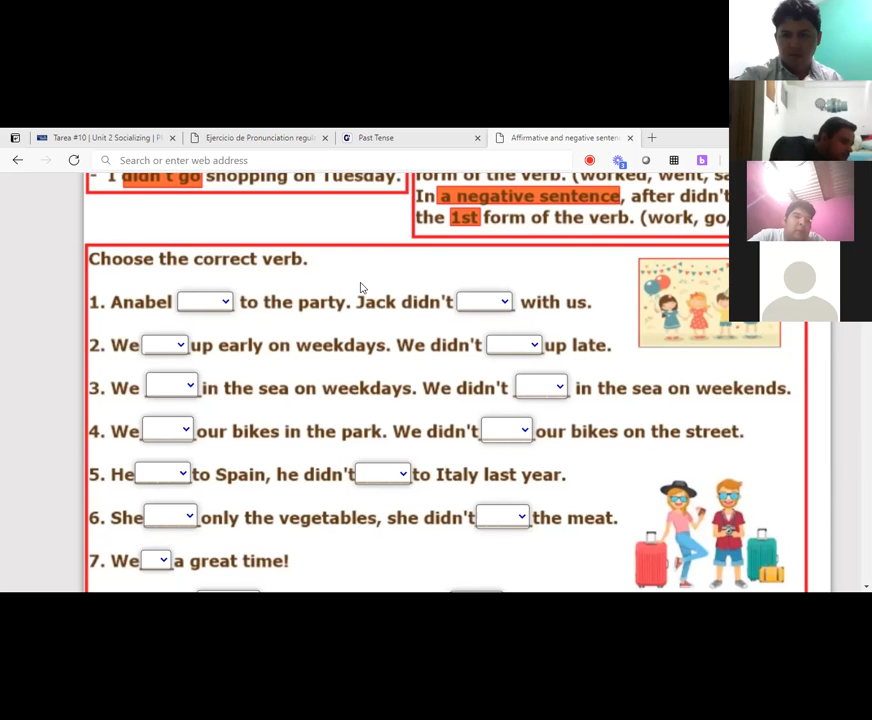 Tarea #10 | Unit 2 Socializing | Pl
Ejercicio de Pronunciation regul
Past Tense
Affirmative and negative senten
Search or enter web address
- I didn't go shopping on Tuesday.
form of the verb. (worked, went, sa
In a negative sentence, after didn'
the 1st form of the verb. (work, go,
Choose the correct verb.
1. Anabel to the party. Jack didn't with us.
2. We up early on weekdays. We didn't up late.
3. We in the sea on weekdays. We didn't in the sea on weekends.
4. We our bikes in the park. We didn't our bikes on the street.
5. He to Spain, he didn't to Italy last year.
6. She only the vegetables, she didn't the meat.
7. We a great time!